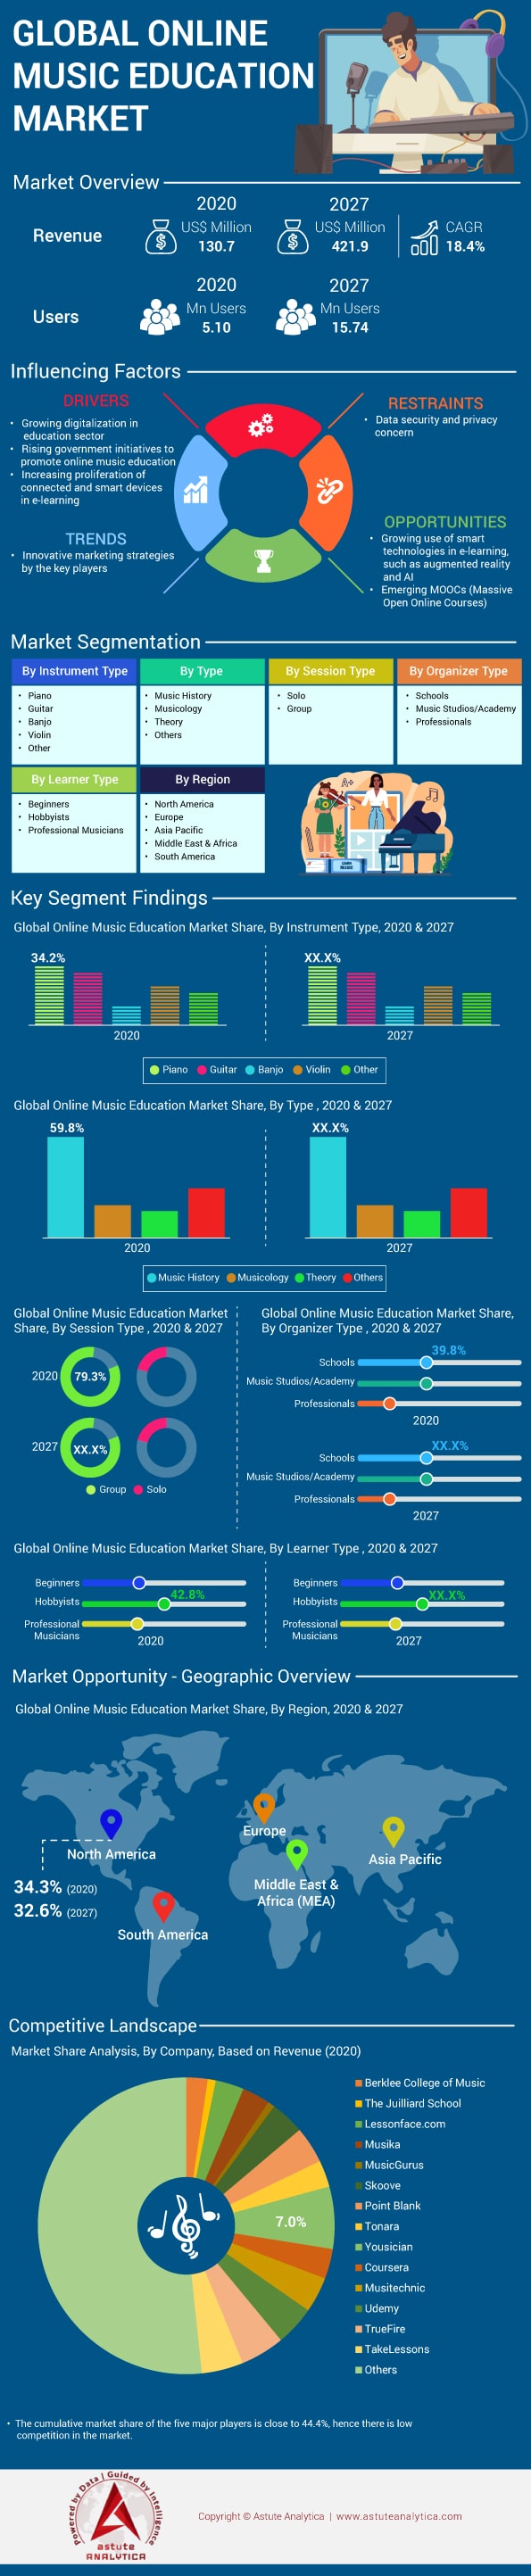 GLOBAL ONLINE
MUSIC EDUCATION
MARKET
Market Overview
Revenue
2020
US$ Million
130.7
2027
US$ Million
421.9
CAGR
18.4%
Users
2020
Mn Users
5.10
2027
Mn Users
15.74
Influencing Factors
DRIVERS
• Growing digitalization in
education sector
• Rising government initiatives to
promote online music education
• Increasing proliferation of
connected and smart devices
in e-learning
RESTRAINTS
• Data security and privacy
concern
TRENDS
• Innovative marketing strategies
by the key players
OPPORTUNITIES
• Growing use of smart
technologies in e-learning,
such as augmented reality
and AI
• Emerging MOOCs (Massive
Open Online Courses)
Market Segmentation
By Instrument Type
• Piano
• Guitar
• Banjo
• Violin
• Other
By Type
• Music History
• Musicology
• Theory
• Others
By Session Type
• Solo
• Group
By Organizer Type
• Schools
• Music Studios/Academy
• Professionals
By Learner Type
• Beginners
• Hobbyists
• Professional Musicians
By Region
• North America
• Europe
• Asia Pacific
• Middle East & Africa
• South America
A+
Key Segment Findings
Global Online Music Education Market Share, By Instrument Type, 2020 & 2027
34.2%
2020
XX.X%
2027
Piano Guitar Banjo Violin Other
Global Online Music Education Market Share, By Type , 2020 & 2027
59.8%
2020
XX.X%
2027
Music History Musicology Theory Others
Global Online Music Education Market
Share, By Session Type , 2020 & 2027
2020
79.3%
2027
XX.X%
Group Solo
Global Online Music Education Market Share,
By Organizer Type , 2020 & 2027
39.8%
Schools
Music Studios/Academy
Professionals
2020
XX.X%
Schools
Music Studios/Academy
Professionals
2027
Global Online Music Education Market Share, By Learner Type , 2020 & 2027
Beginners
Hobbyists
42.8%
Professional
Musicians
2020
Beginners
Hobbyists
XX.X%
Professional
Musicians
2027
Market Opportunity - Geographic Overview
Global Online Music Education Market Share, By Region, 2020 & 2027
North America
34.3% (2020)
32.6% (2027)
Europe
Asia Pacific
Middle East &
Africa (MEA)
South America
Competitive Landscape
Market Share Analysis, By Company, Based on Revenue (2020)
7.0%
Berklee College of Music
The Juilliard School
Lessonface.com
Musika
MusicGurus
Skoove
Point Blank
Tonara
Yousician
Coursera
Musitechnic
Udemy
TrueFire
TakeLessons
Others
• The cumulative market share of the five major players is close to 44.4%, hence there is low
competition in the market.
Powered by Data | Guided by Intelligence
astute
ANALYTICA
Copyright © Astute Analytica | www.astuteanalytica.com